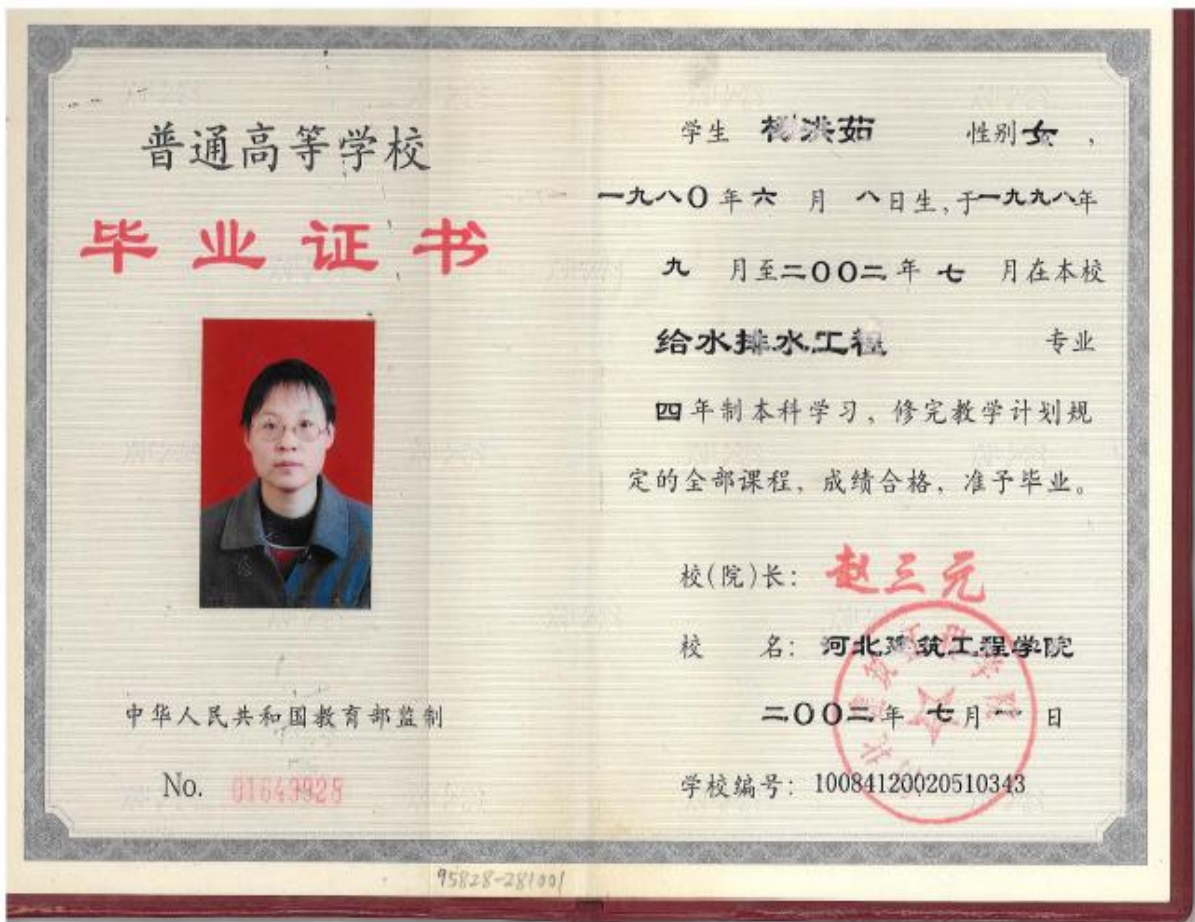 普通高等学校
毕业证书
中华人民共和国教育部监制
No. 01643928
学生 杨洪茹 性别 女 ,
一九八〇年六 月 八日生,于一九九八年
九 月至二〇〇二年 七 月在本校
给水排水工程 专业
四年制本科学习,修完教学计划规
定的全部课程,成绩合格,准予毕业。
校(院)长: 赵三元
校 名: 河北建筑工程学院
二〇〇二年 七月一 日
学校编号: 10084120020510343
95828-281001